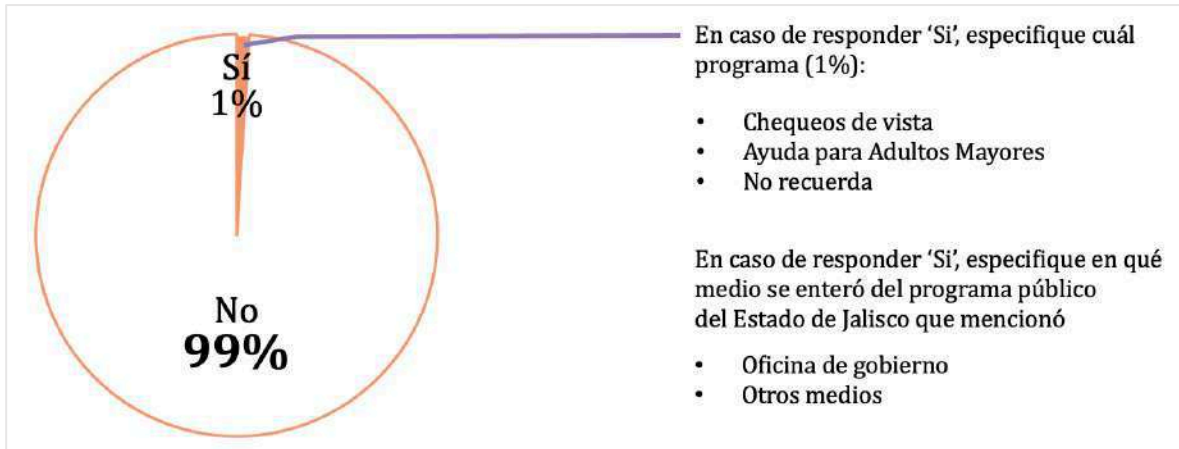 Sí
1%
No
99%
En caso de responder ‘Si’, especifique cuál
programa (1%):
• Chequeos de vista
• Ayuda para Adultos Mayores
• No recuerda
En caso de responder ‘Si’, especifique en qué
medio se enteró del programa público
del Estado de Jalisco que mencionó
• Oficina de gobierno
• Otros medios